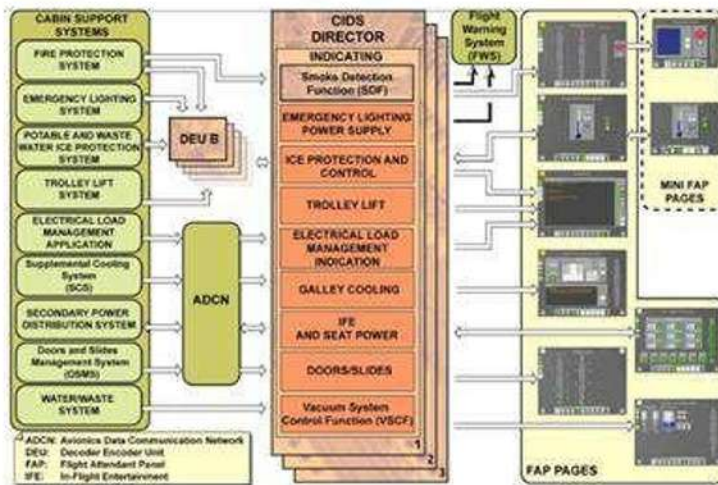 CABIN SUPPORT
SYSTEMS
FIRE PROTECTION
SYSTEM
EMERGENCY LIGHTING
SYSTEM
POTABLE AND WASTE
WATER ICE PROTECTION
SYSTEM
TROLLEY LIFT
SYSTEM
ELECTRICAL LOAD
MANAGEMENT
APPLICATION
Supplemental Cooling
System
(SCS)
SECONDARY POWER
DISTRIBUTION SYSTEM
Doors and Slides
Management System
(DSMS)
WATER/WASTE
SYSTEM
DEU B
ADCN
CIDS
DIRECTOR
INDICATING
Smoke Detection
Function (SDF)
EMERGENCY LIGHTING
POWER SUPPLY
ICE PROTECTION AND
CONTROL
TROLLEY LIFT
ELECTRICAL LOAD
MANAGEMENT
INDICATION
GALLEY COOLING
IFE
AND SEAT POWER
DOORS/SLIDES
Vacuum System
Control Function (VSCF)
1
2
3
Flight
Warning
System
(FWS)
MINI FAP
PAGES
FAP PAGES
ADCN: Avionics Data Communication Network
DEU: Decoder Encoder Unit
FAP: Flight Attendant Panel
IFE: In-Flight Entertainment